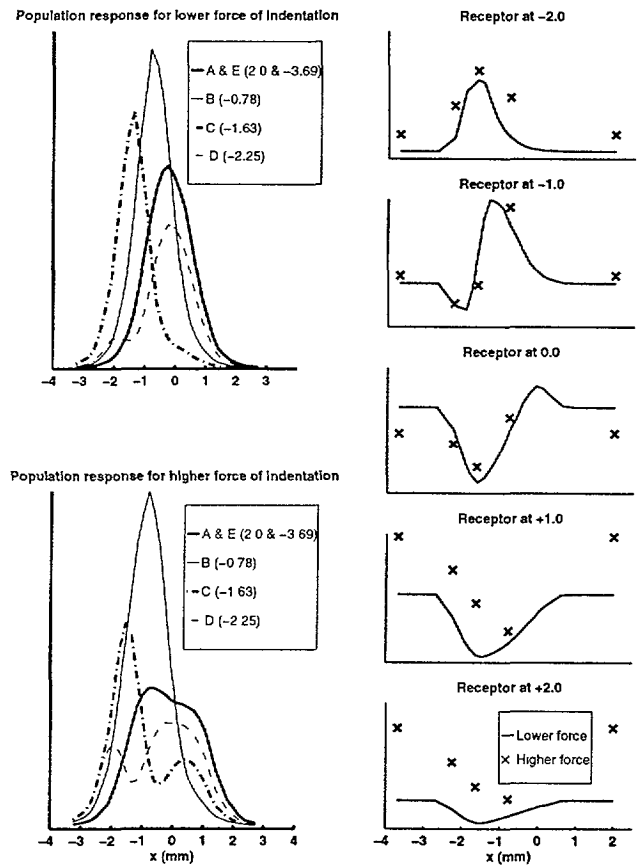 Population response for lower force of indentation
A & E (2 0 & −3.69)
B (−0.78)
C (−1.63)
D (−2.25)
−4 −3 −2 −1 0 1 2 3
x (mm)
Population response for higher force of indentation
A & E (2 0 & −3 69)
B (−0 78)
C (−1 63)
D (−2 25)
−4 −3 −2 −1 0 1 2 3 4
x (mm)
Receptor at −2.0
Receptor at −1.0
Receptor at 0.0
Receptor at +1.0
Receptor at +2.0
Lower force
Higher force
−4 −3 −2 −1 0 1 2
x (mm)